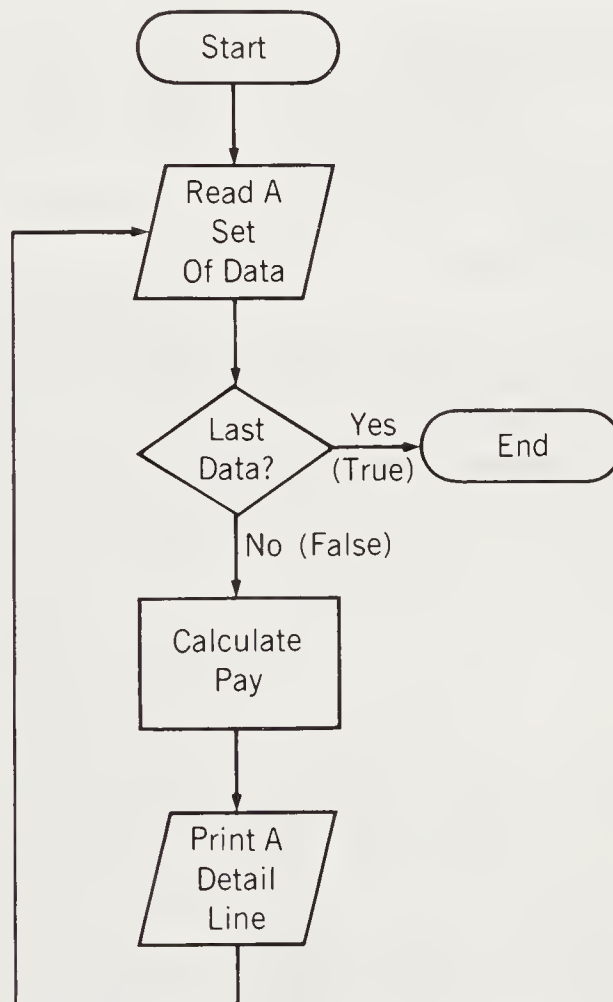 Start
Read A
Set
Of Data
Last
Data?
Yes
(True)
End
No (False)
Calculate
Pay
Print A
Detail
Line